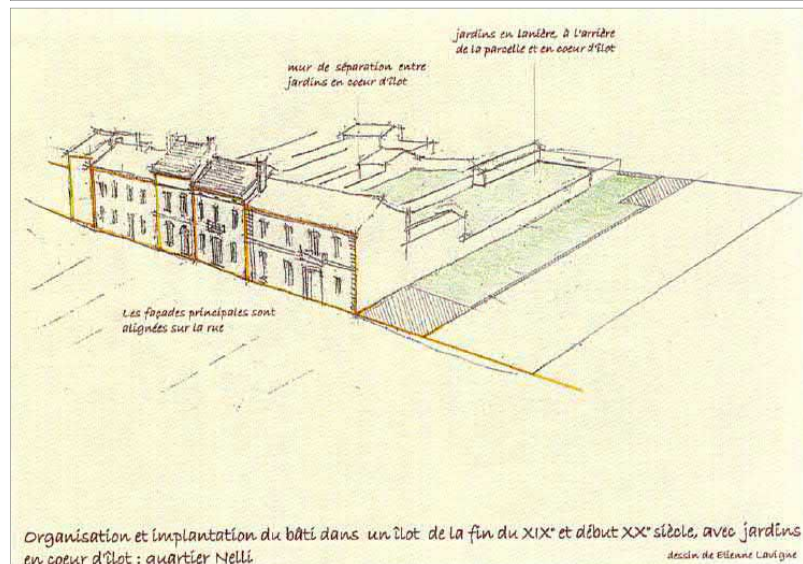 jardins en lanière, à l'arrière
de la parcelle et en coeur d'îlot
mur de séparation entre
jardins en coeur d'îlot
Les façades principales sont
alignées sur la rue
Organisation et implantation du bâti dans un îlot de la fin du XIX° et début XX° siècle, avec jardins
en coeur d'îlot : quartier Nelli
dessin de Etienne Lavigne